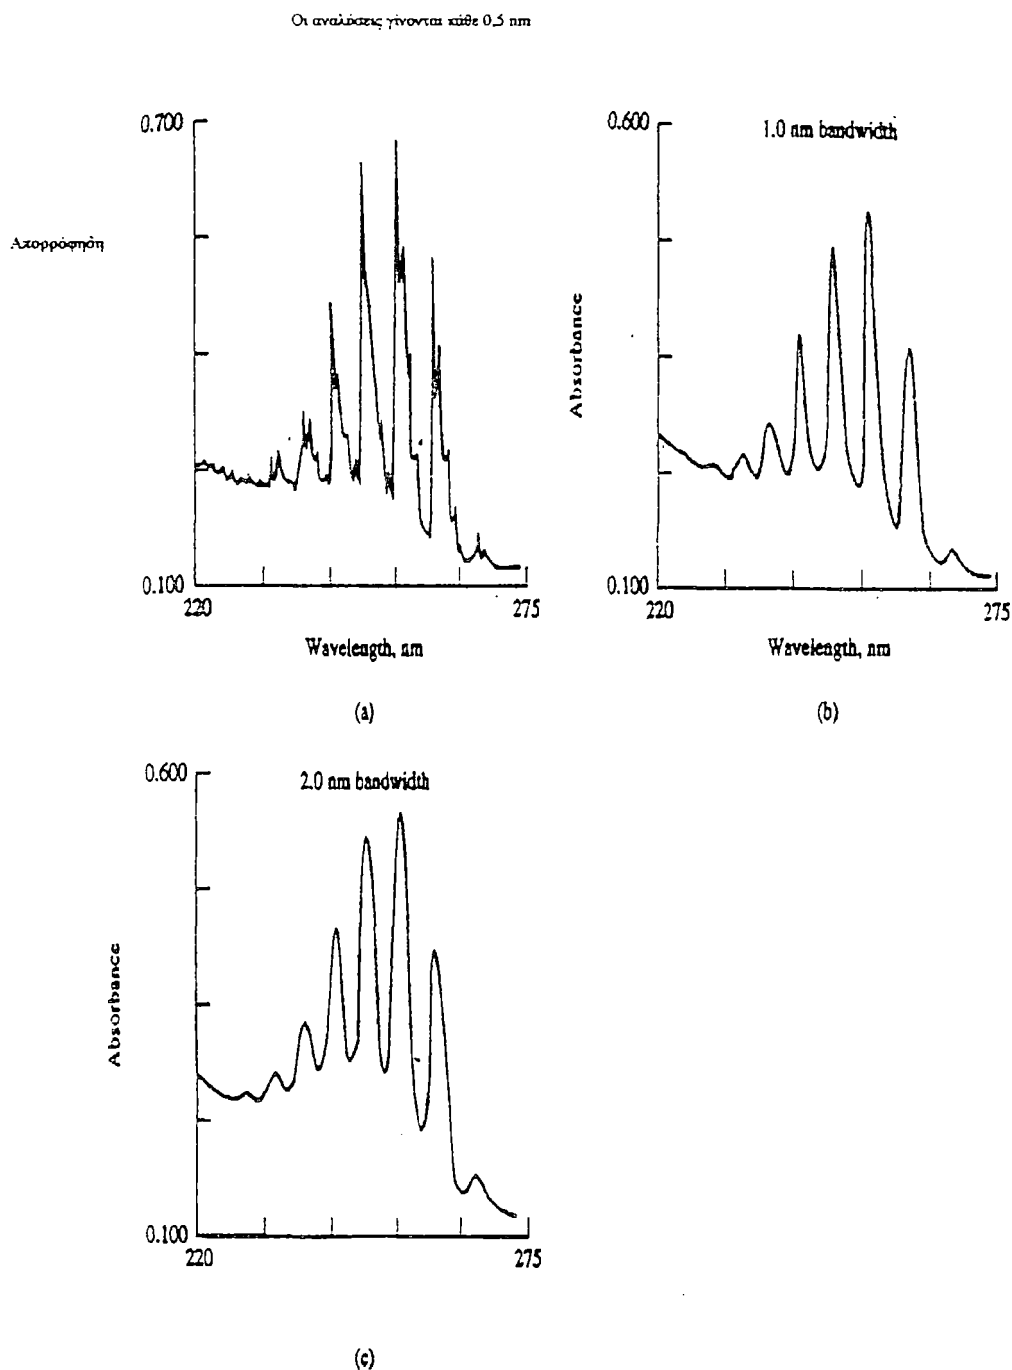 Οι αναλύσεις γίνονται κάθε 0.5 nm
0.700
Απορρόφηση
0.100
220
275
Wavelength, nm
(a)
0.600
1.0 nm bandwidth
Absorbance
0.100
220
275
Wavelength, nm
(b)
0.600
2.0 nm bandwidth
Absorbance
0.100
220
275
(c)